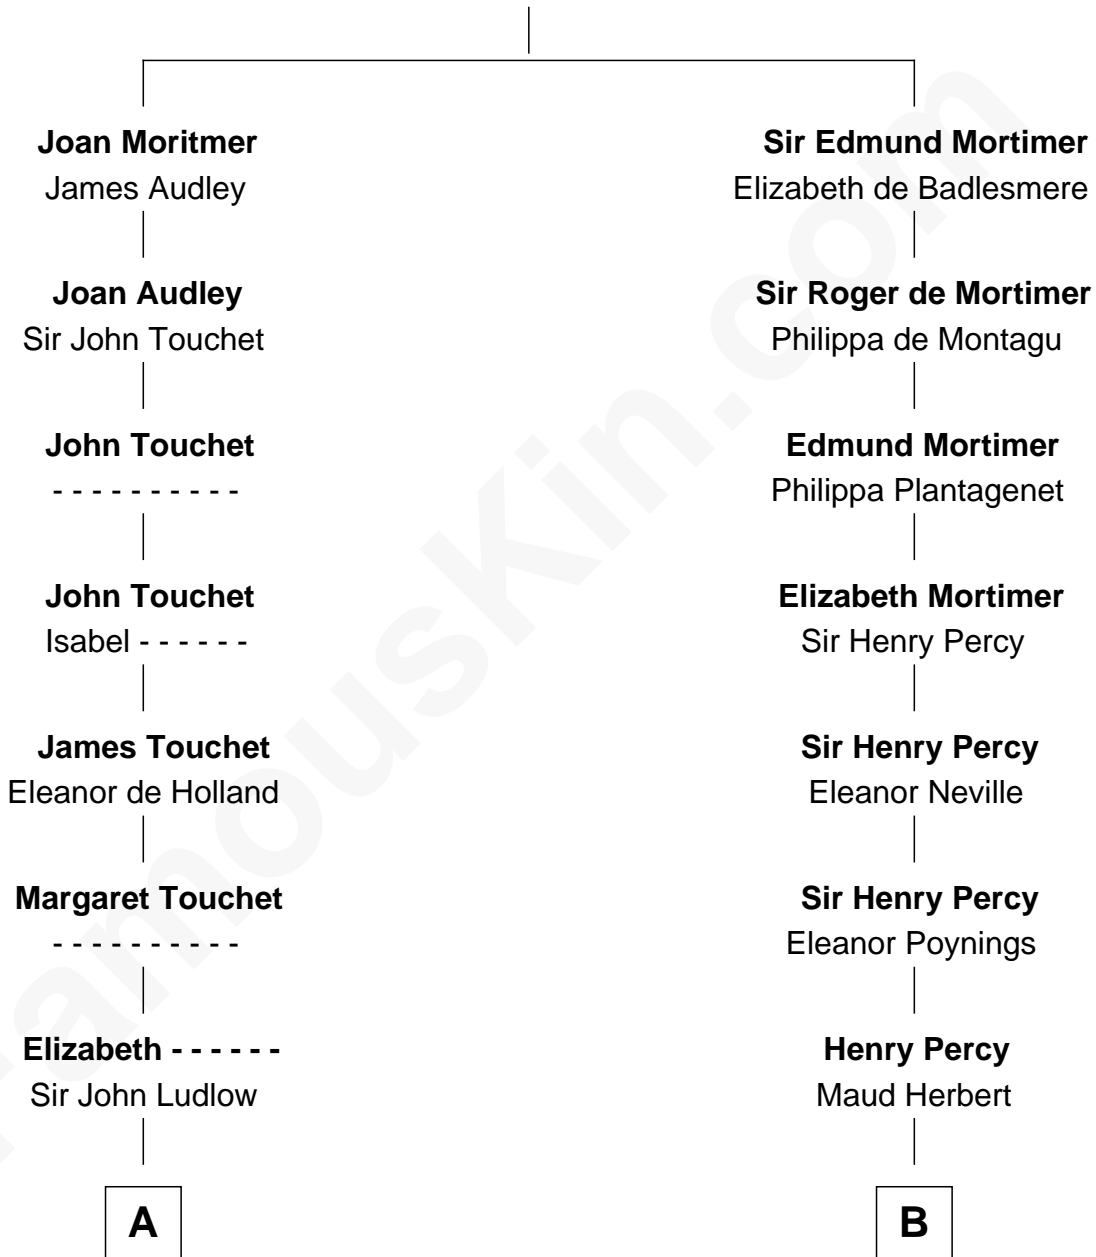 Joan Moritmer
James Audley
Joan Audley
Sir John Touchet
John Touchet
- - - - - - - - - -
John Touchet
Isabel - - - - - -
James Touchet
Eleanor de Holland
Margaret Touchet
- - - - - - - - - -
Elizabeth - - - - - -
Sir John Ludlow
A
Sir Edmund Mortimer
Elizabeth de Badlesmere
Sir Roger de Mortimer
Philippa de Montagu
Edmund Mortimer
Philippa Plantagenet
Elizabeth Mortimer
Sir Henry Percy
Sir Henry Percy
Eleanor Neville
Sir Henry Percy
Eleanor Poynings
Henry Percy
Maud Herbert
B
FamousKin.com